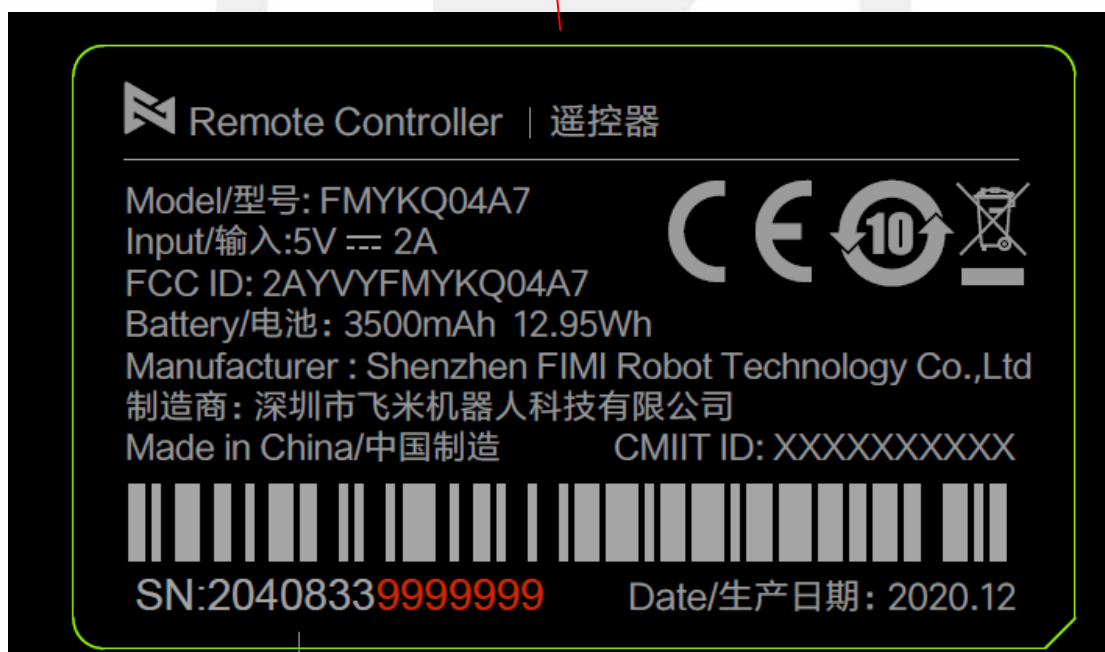 Remote Controller | 遥控器
Model/型号: FMYKQ04A7
Input/输入:5V ⎓ 2A
FCC ID: 2AYVYFMYKQ04A7
Battery/电池：3500mAh 12.95Wh
Manufacturer : Shenzhen FIMI Robot Technology Co.,Ltd
制造商：深圳市飞米机器人科技有限公司
Made in China/中国制造 CMIIT ID: XXXXXXXXXX
SN:20408339999999 Date/生产日期：2020.12
CE 10